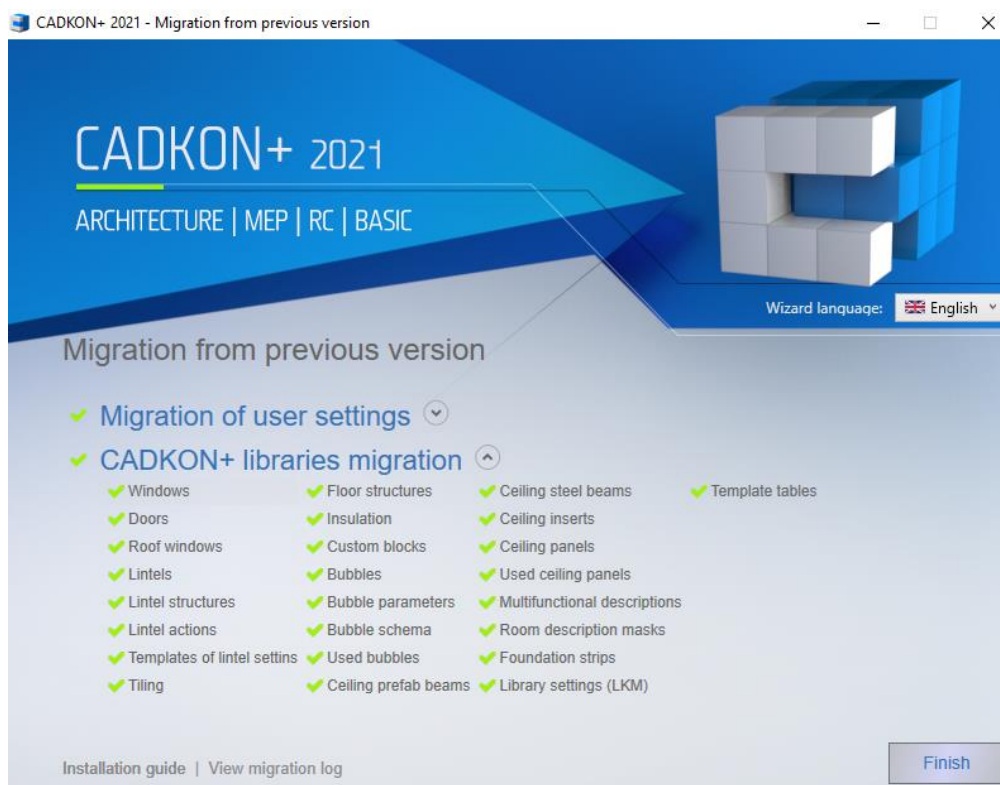 CADKON+ 2021 - Migration from previous version
CADKON+ 2021
ARCHITECTURE | MEP | RC | BASIC
Wizard language:
English
Migration from previous version
Migration of user settings
CADKON+ libraries migration
Windows
Doors
Roof windows
Lintels
Lintel structures
Lintel actions
Templates of lintel settins
Tiling
Floor structures
Insulation
Custom blocks
Bubbles
Bubble parameters
Bubble schema
Used bubbles
Ceiling prefab beams
Ceiling steel beams
Ceiling inserts
Ceiling panels
Used ceiling panels
Multifunctional descriptions
Room description masks
Foundation strips
Library settings (LKM)
Template tables
Installation guide | View migration log
Finish